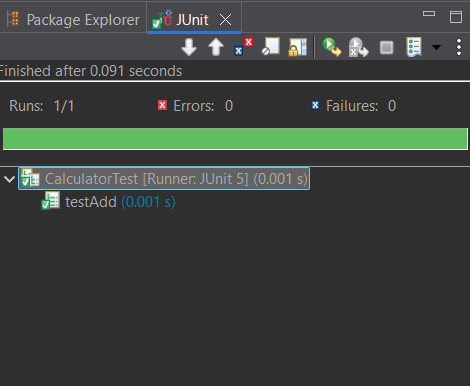 Package Explorer JUnit
Finished after 0.091 seconds
Runs: 1/1 Errors: 0 Failures: 0
CalculatorTest [Runner: JUnit 5] (0.001 s)
testAdd (0.001 s)